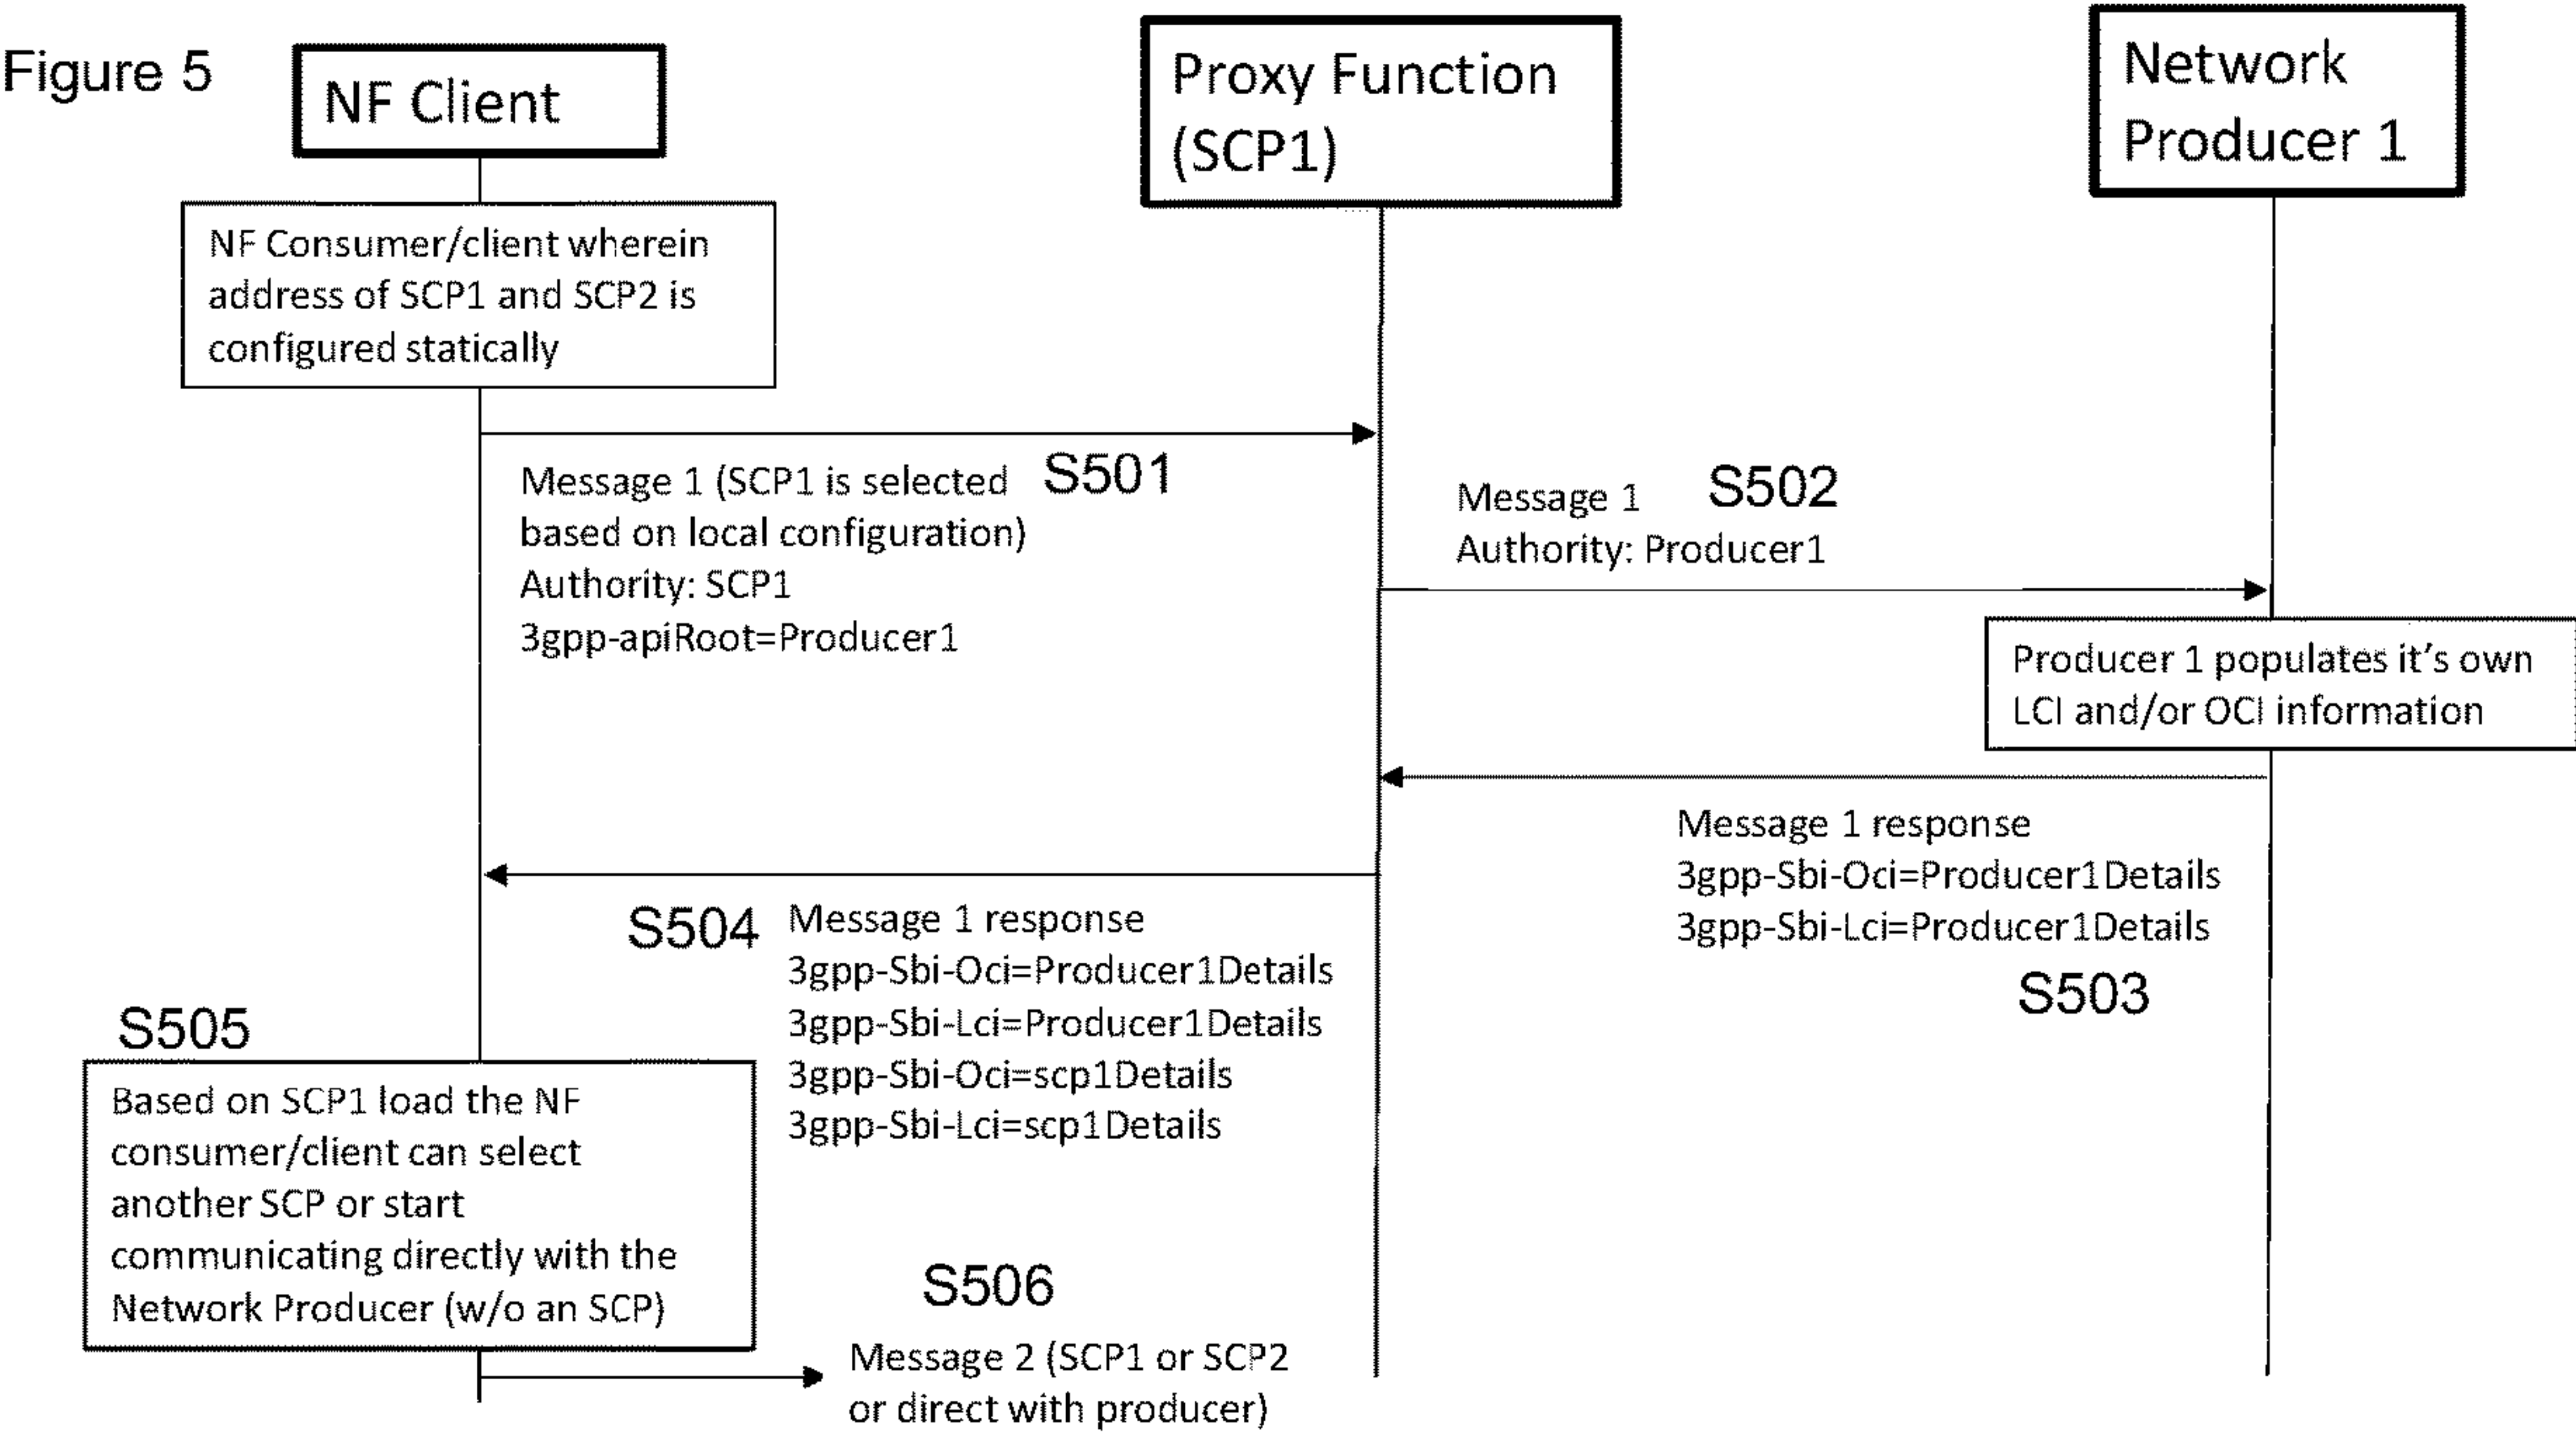 Figure 5
NF Client
Proxy Function
(SCP1)
Network
Producer 1
NF Consumer/client wherein
address of SCP1 and SCP2 is
configured statically
S501
Message 1 (SCP1 is selected
based on local configuration)
Authority: SCP1
3gpp-apiRoot=Producer1
S502
Message 1
Authority: Producer1
Producer 1 populates it's own
LCI and/or OCI information
Message 1 response
3gpp-Sbi-Oci=Producer1Details
3gpp-Sbi-Lci=Producer1Details
S503
S504
Message 1 response
3gpp-Sbi-Oci=Producer1Details
3gpp-Sbi-Lci=Producer1Details
3gpp-Sbi-Oci=scp1Details
3gpp-Sbi-Lci=scp1Details
S505
Based on SCP1 load the NF
consumer/client can select
another SCP or start
communicating directly with the
Network Producer (w/o an SCP)
S506
Message 2 (SCP1 or SCP2
or direct with producer)